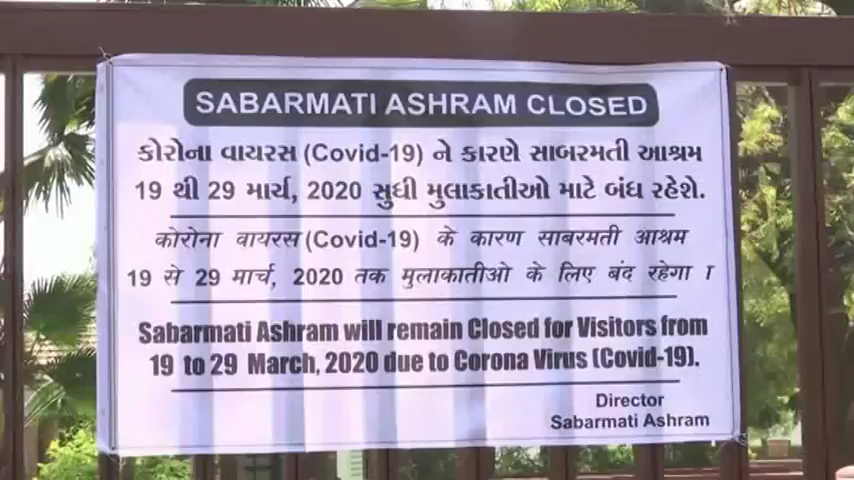 SABARMATI ASHRAM CLOSED
કોરોના વાયરસ (Covid-19) ને કારણે સાબરમતી આશ્રમ
19 થી 29 માર્ચ, 2020 સુધી મુલાકાતીઓ માટે બંધ રહેશે.
कोरोना वायरस (Covid-19) के कारण साबरमती आश्रम
19 से 29 मार्च, 2020 तक मुलाकातीओ के लिए बंद रहेगा ।
Sabarmati Ashram will remain Closed for Visitors from
19 to 29 March, 2020 due to Corona Virus (Covid-19).
Director
Sabarmati Ashram